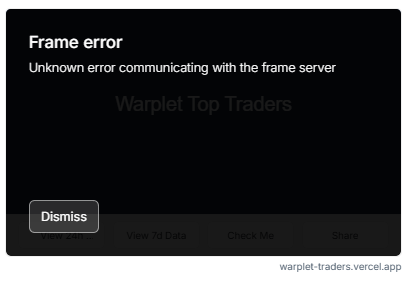 Frame error
Unknown error communicating with the frame server
Warplet Top Traders
Dismiss
View 24h
View 7d Data
Check Me
Share
warplet-traders.vercel.app